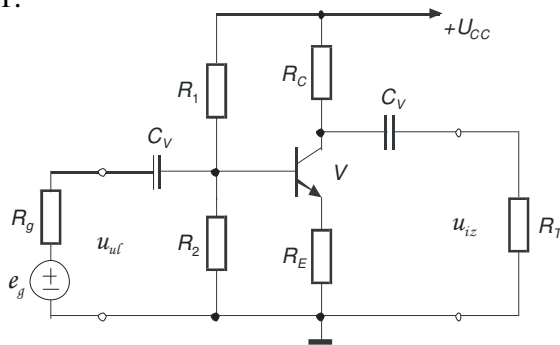 1.
+U_CC
R_1
R_C
C_V
C_V
V
R_g
u_ul
R_2
R_E
u_iz
R_T
e_g